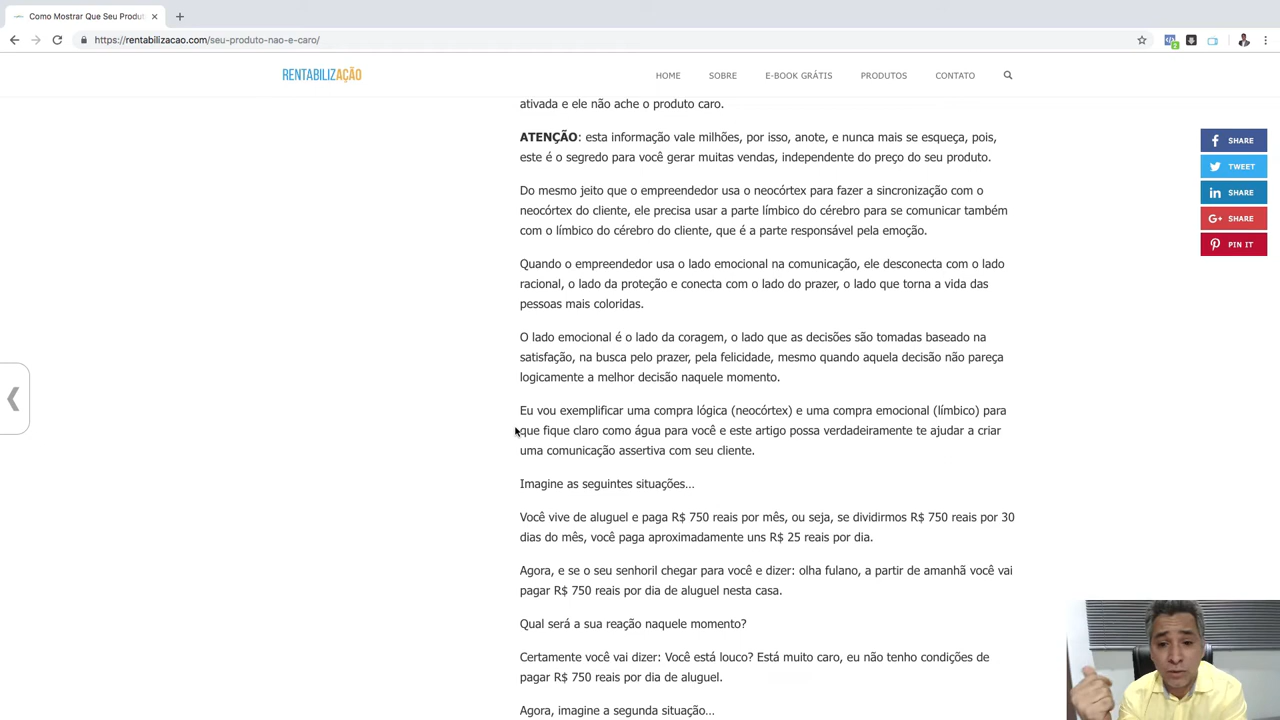 Como Mostrar Que Seu Produt
https://rentabilizacao.com/seu-produto-nao-e-caro/
2
RENTABILIZAÇÃO
HOME SOBRE E-BOOK GRÁTIS PRODUTOS CONTATO
ativada e ele não ache o produto caro.
ATENÇÃO: esta informação vale milhões, por isso, anote, e nunca mais se esqueça, pois,
este é o segredo para você gerar muitas vendas, independente do preço do seu produto.
Do mesmo jeito que o empreendedor usa o neocórtex para fazer a sincronização com o
neocórtex do cliente, ele precisa usar a parte límbico do cérebro para se comunicar também
com o límbico do cérebro do cliente, que é a parte responsável pela emoção.
Quando o empreendedor usa o lado emocional na comunicação, ele desconecta com o lado
racional, o lado da proteção e conecta com o lado do prazer, o lado que torna a vida das
pessoas mais coloridas.
O lado emocional é o lado da coragem, o lado que as decisões são tomadas baseado na
satisfação, na busca pelo prazer, pela felicidade, mesmo quando aquela decisão não pareça
logicamente a melhor decisão naquele momento.
Eu vou exemplificar uma compra lógica (neocórtex) e uma compra emocional (límbico) para
que fique claro como água para você e este artigo possa verdadeiramente te ajudar a criar
uma comunicação assertiva com seu cliente.
Imagine as seguintes situações...
Você vive de aluguel e paga R$ 750 reais por mês, ou seja, se dividirmos R$ 750 reais por 30
dias do mês, você paga aproximadamente uns R$ 25 reais por dia.
Agora, e se o seu senhoril chegar para você e dizer: olha fulano, a partir de amanhã você vai
pagar R$ 750 reais por dia de aluguel nesta casa.
Qual será a sua reação naquele momento?
Certamente você vai dizer: Você está louco? Está muito caro, eu não tenho condições de
pagar R$ 750 reais por dia de aluguel.
Agora, imagine a segunda situação...
SHARE
TWEET
SHARE
SHARE
PIN IT